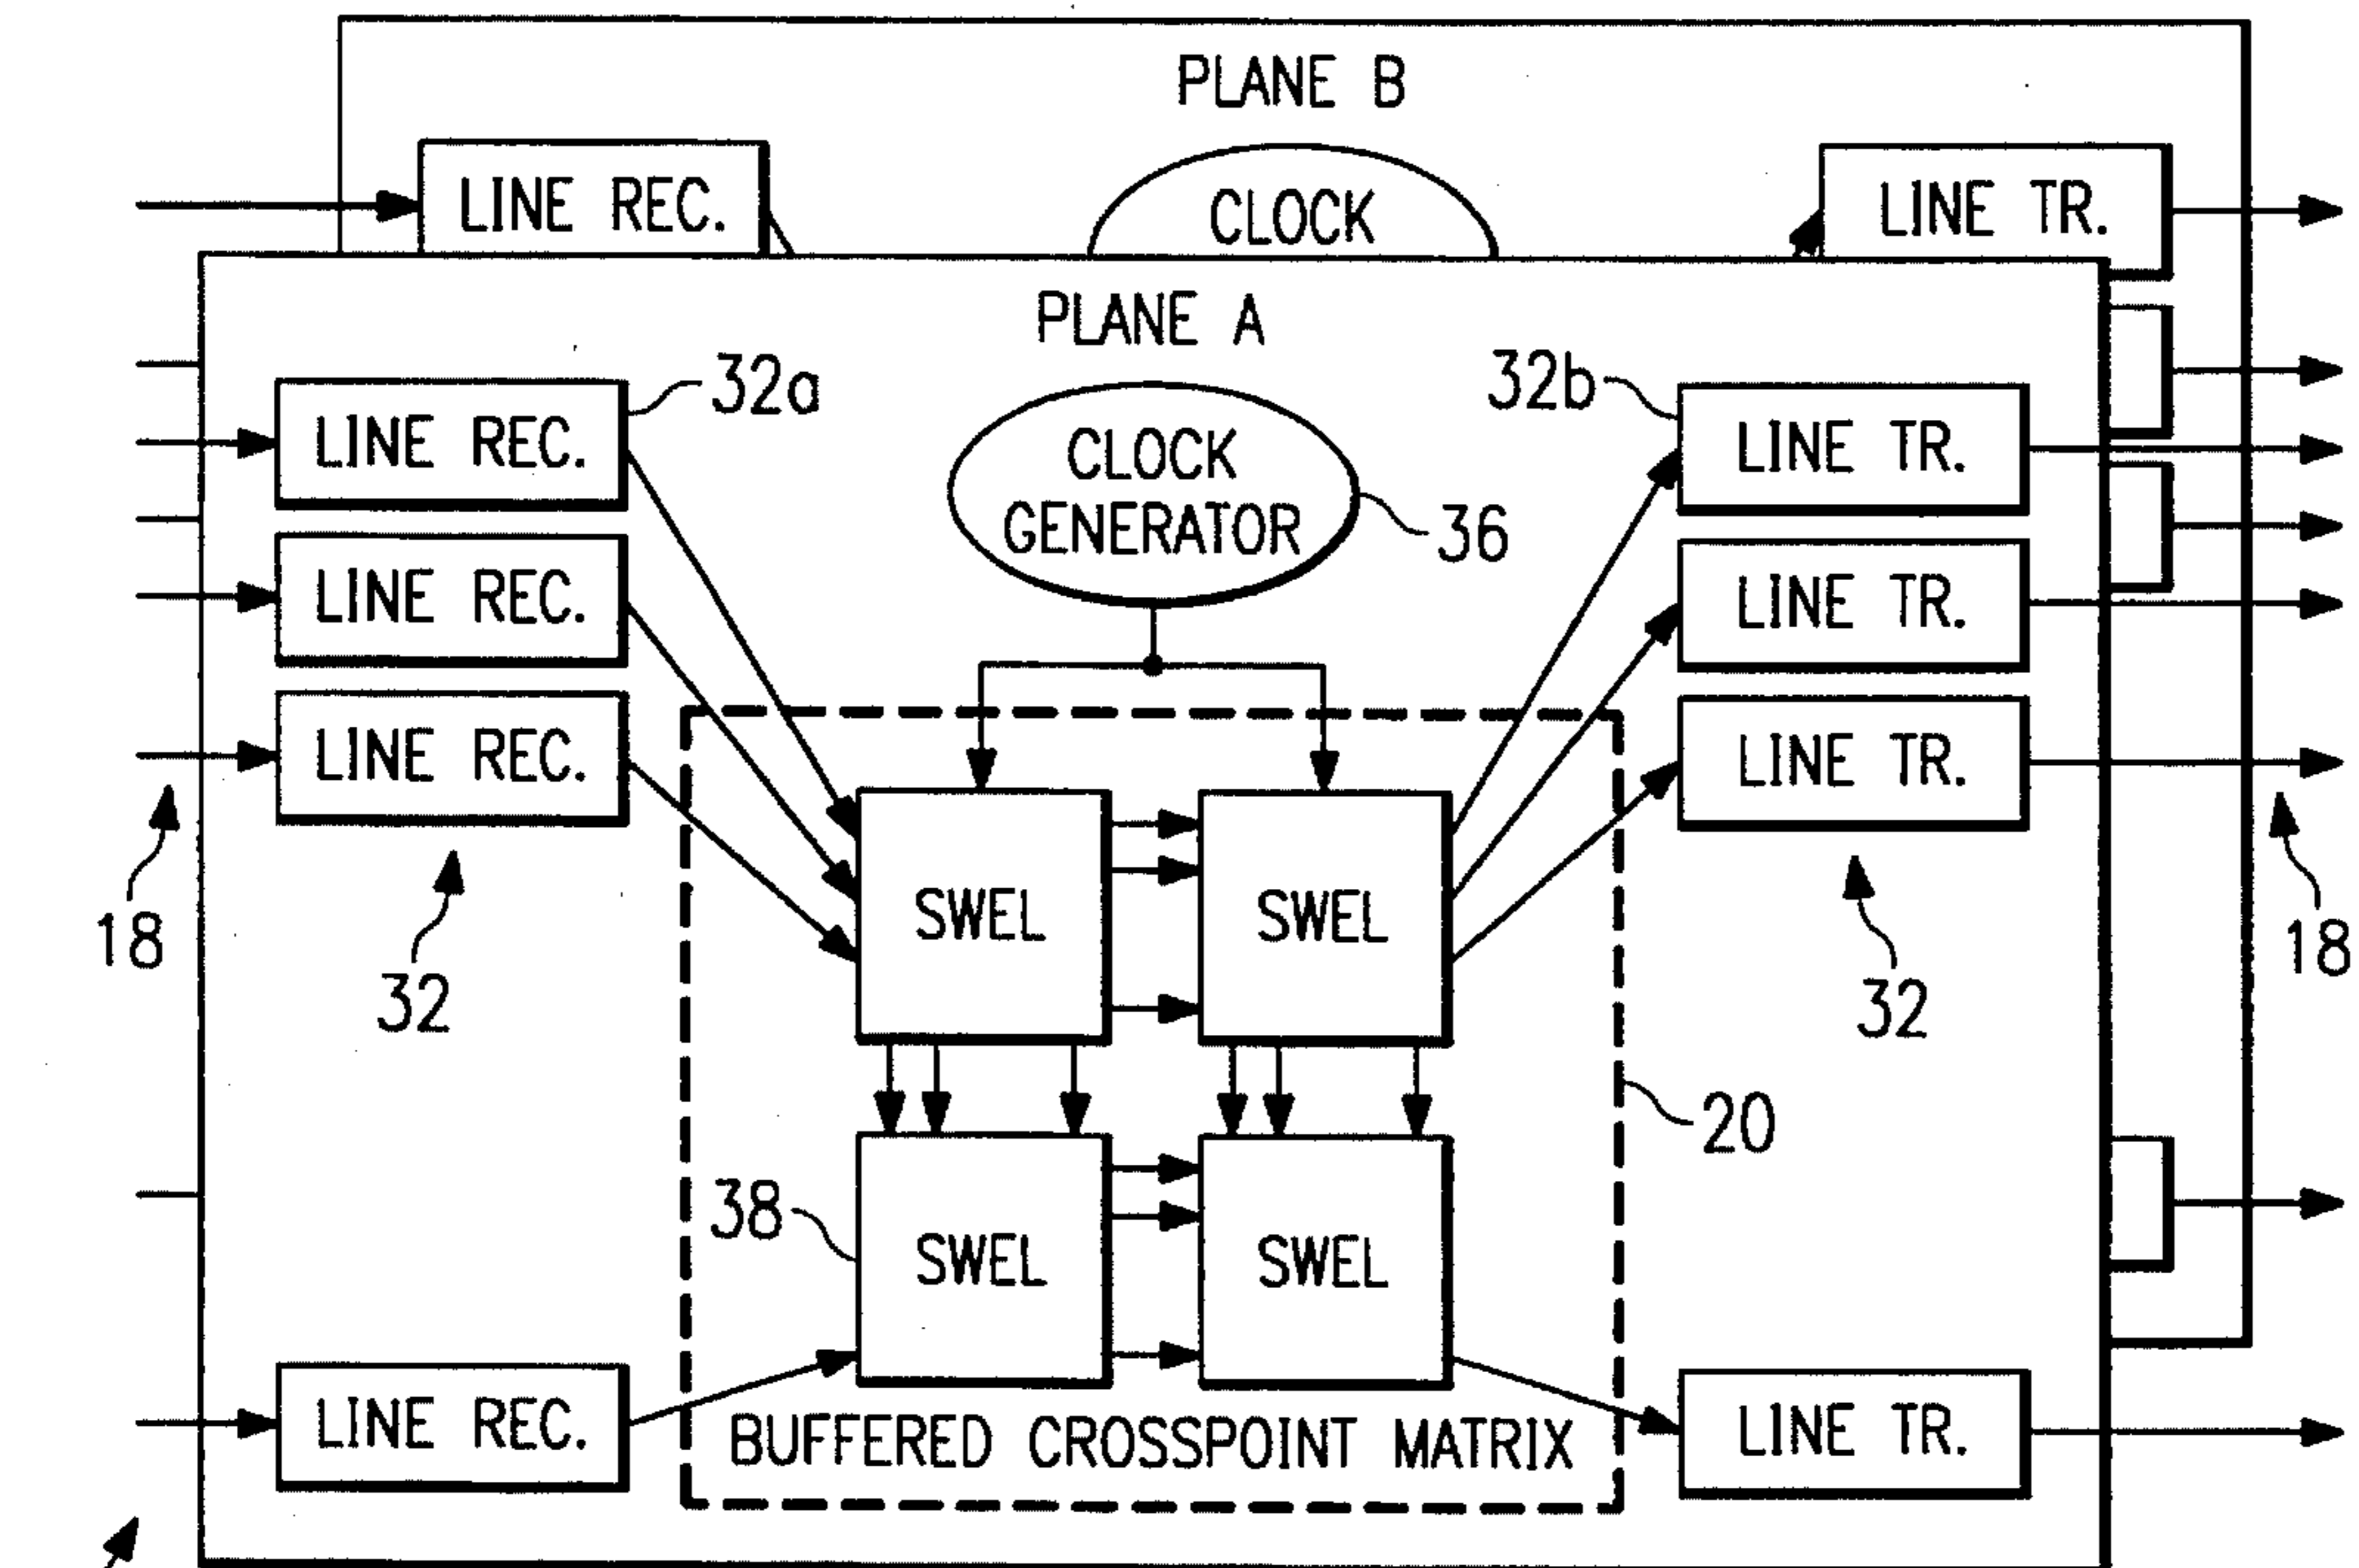 PLANE B
LINE REC.
CLOCK
LINE TR.
PLANE A
32a
32b
LINE REC.
CLOCK
GENERATOR
36
LINE TR.
LINE REC.
LINE TR.
LINE REC.
LINE TR.
18
32
SWEL
SWEL
32
18
20
38
SWEL
SWEL
LINE REC.
BUFFERED CROSSPOINT MATRIX
LINE TR.